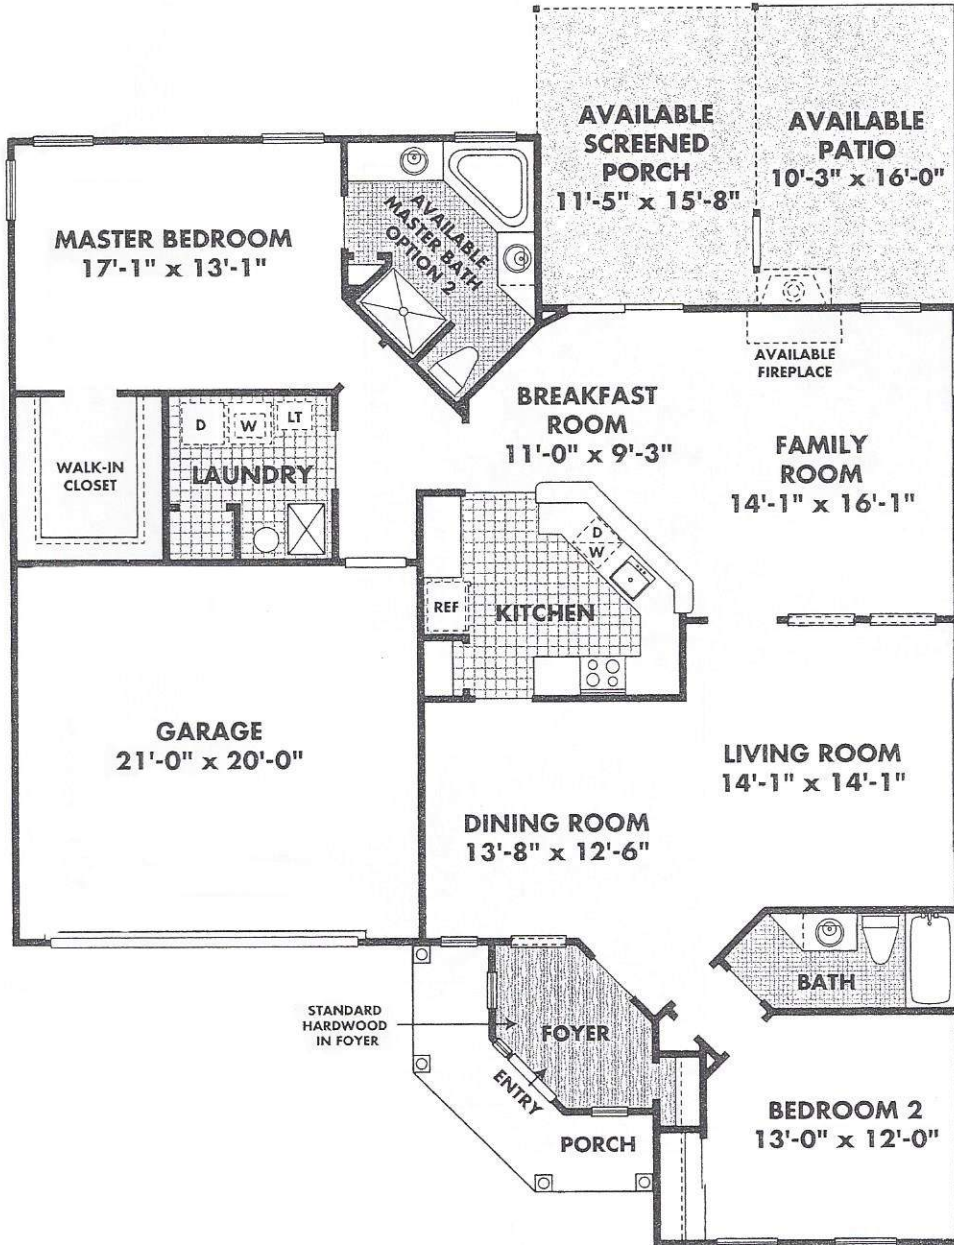 AVAILABLE
SCREENED
PORCH
11'-5" x 15'-8"
AVAILABLE
PATIO
10'-3" x 16'-0"
MASTER BEDROOM
17'-1" x 13'-1"
AVAILABLE
MASTER BATH
OPTION 2
AVAILABLE
FIREPLACE
BREAKFAST
ROOM
11'-0" x 9'-3"
FAMILY
ROOM
14'-1" x 16'-1"
WALK-IN
CLOSET
D
W
LT
LAUNDRY
D
W
REF
KITCHEN
GARAGE
21'-0" x 20'-0"
LIVING ROOM
14'-1" x 14'-1"
DINING ROOM
13'-8" x 12'-6"
BATH
STANDARD
HARDWOOD
IN FOYER
FOYER
ENTRY
PORCH
BEDROOM 2
13'-0" x 12'-0"